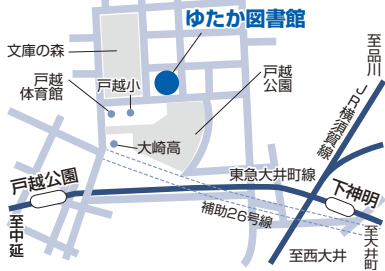 ゆたか図書館
文庫の森
至品川
戸越
体育館
戸越小
戸越
公園
JR横須賀線
大崎高
東急大井町線
戸越公園
下神明
補助26号線
至中延
至西大井
至大井町